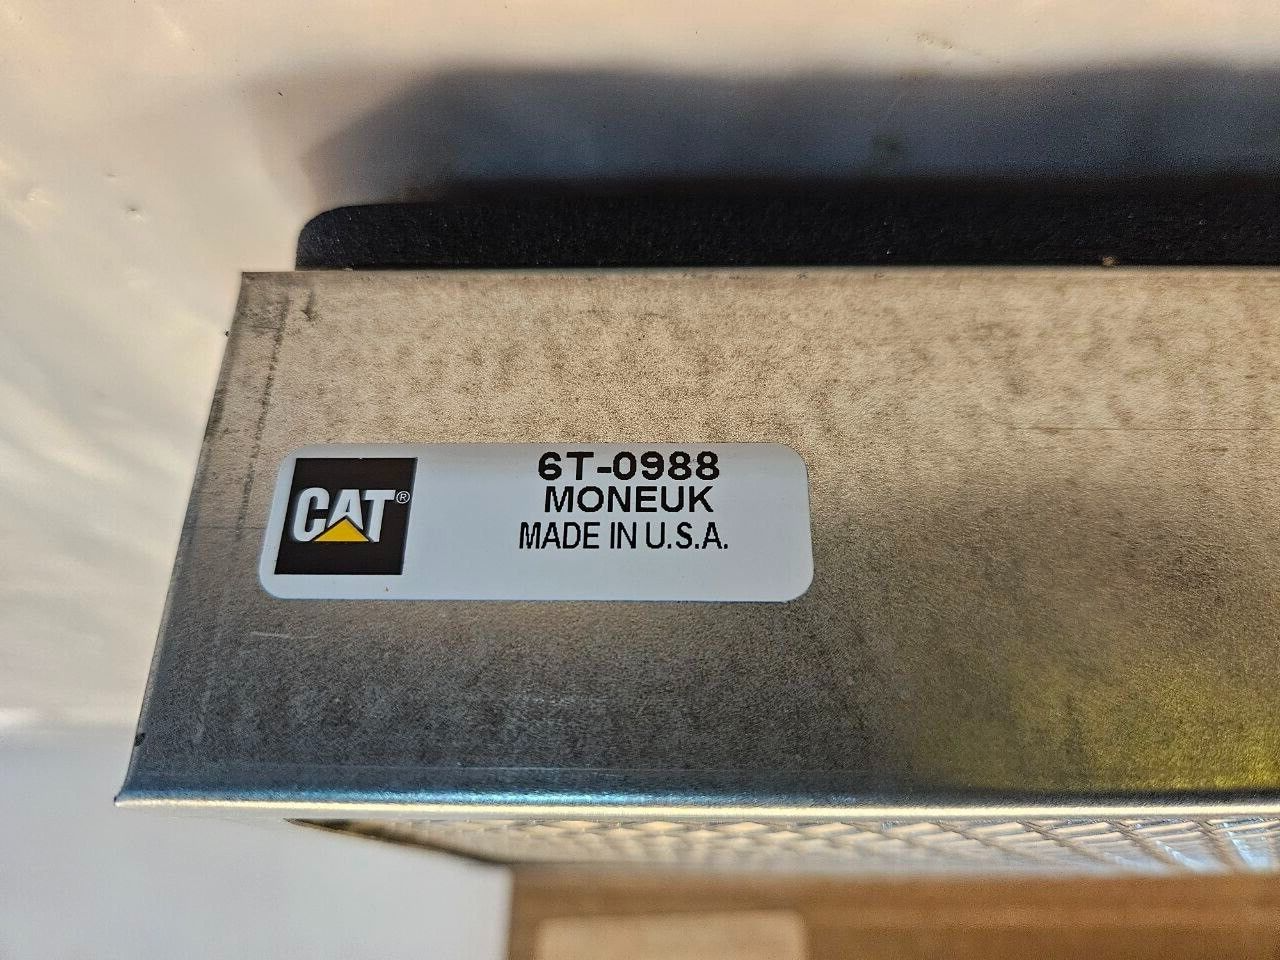 CAT®
6T-0988
MONEUK
MADE IN U.S.A.